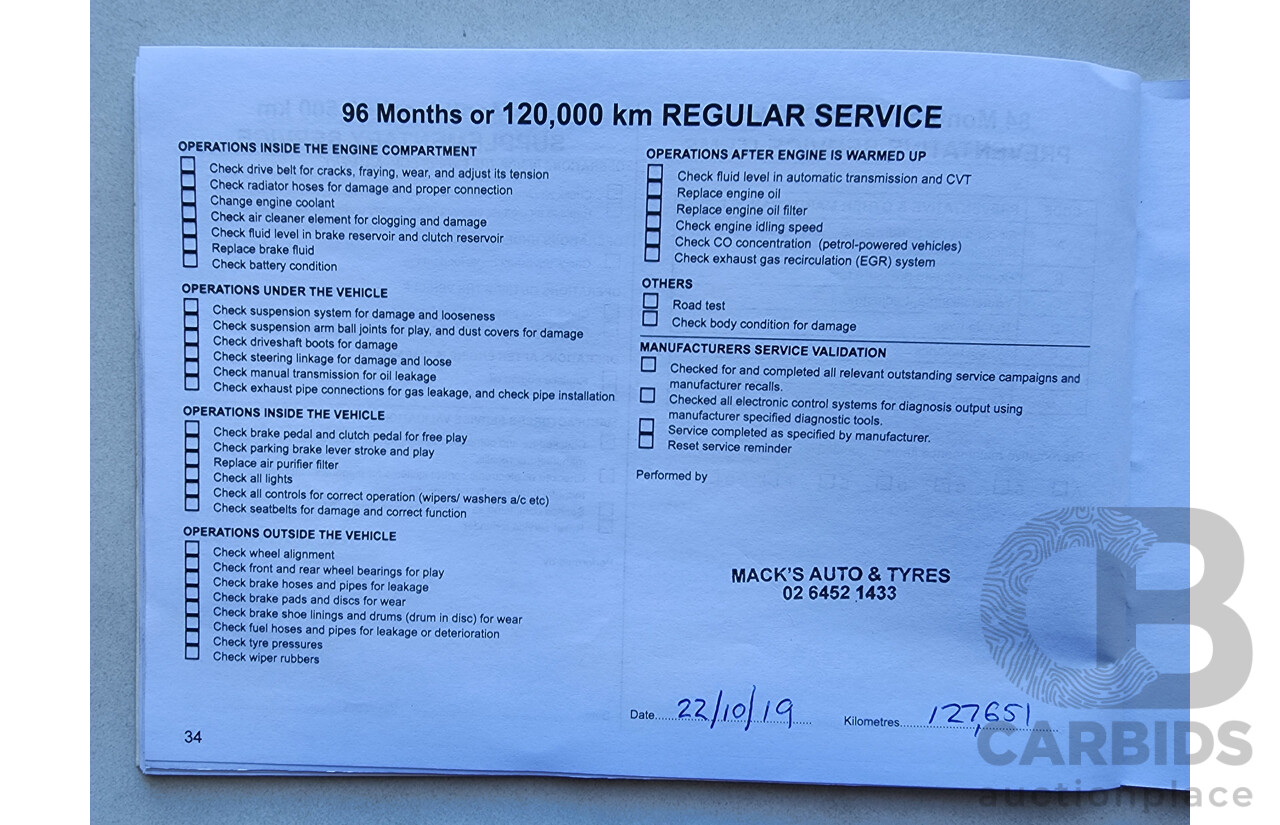 96 Months or 120,000 km REGULAR SERVICE
OPERATIONS INSIDE THE ENGINE COMPARTMENT
Check drive belt for cracks, fraying, wear, and adjust its tension
Check radiator hoses for damage and proper connection
Change engine coolant
Check air cleaner element for clogging and damage
Check fluid level in brake reservoir and clutch reservoir
Replace brake fluid
Check battery condition
OPERATIONS UNDER THE VEHICLE
Check suspension system for damage and looseness
Check suspension arm ball joints for play, and dust covers for damage
Check driveshaft boots for damage
Check steering linkage for damage and loose
Check manual transmission for oil leakage
Check exhaust pipe connections for gas leakage, and check pipe installation
OPERATIONS INSIDE THE VEHICLE
Check brake pedal and clutch pedal for free play
Check parking brake lever stroke and play
Replace air purifier filter
Check all lights
Check all controls for correct operation (wipers/ washers a/c etc)
Check seatbelts for damage and correct function
OPERATIONS OUTSIDE THE VEHICLE
Check wheel alignment
Check front and rear wheel bearings for play
Check brake hoses and pipes for leakage
Check brake pads and discs for wear
Check brake shoe linings and drums (drum in disc) for wear
Check fuel hoses and pipes for leakage or deterioration
Check tyre pressures
Check wiper rubbers
34
OPERATIONS AFTER ENGINE IS WARMED UP
Check fluid level in automatic transmission and CVT
Replace engine oil
Replace engine oil filter
Check engine idling speed
Check CO concentration (petrol-powered vehicles)
Check exhaust gas recirculation (EGR) system
OTHERS
Road test
Check body condition for damage
MANUFACTURERS SERVICE VALIDATION
Checked for and completed all relevant outstanding service campaigns and
manufacturer recalls.
Checked all electronic control systems for diagnosis output using
manufacturer specified diagnostic tools.
Service completed as specified by manufacturer.
Reset service reminder
Performed by
MACK'S AUTO & TYRES
02 6452 1433
Date 22/10/19 Kilometres 127,651
CB
CARBIDS
auctionplace